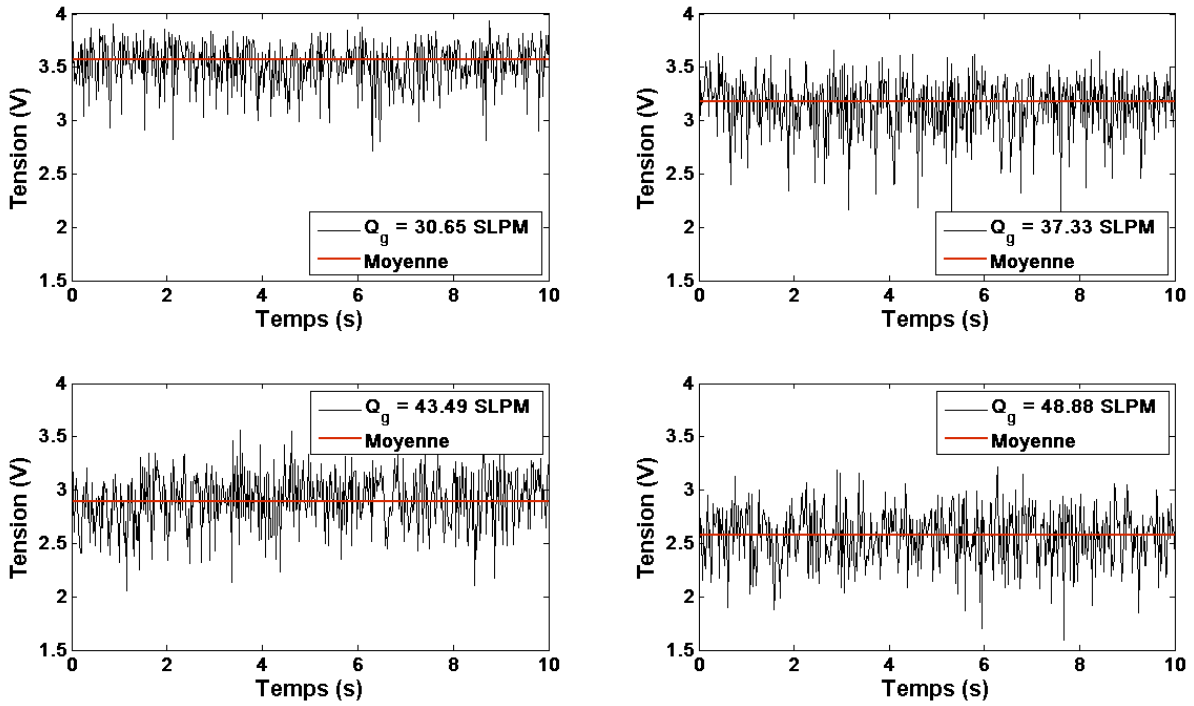 4
3.5
3
2.5
2
1.5
Tension (V)
0 2 4 6 8 10
Temps (s)
Q_g = 30.65 SLPM
Moyenne
4
3.5
3
2.5
2
1.5
Tension (V)
0 2 4 6 8 10
Temps (s)
Q_g = 37.33 SLPM
Moyenne
4
3.5
3
2.5
2
1.5
Tension (V)
0 2 4 6 8 10
Temps (s)
Q_g = 43.49 SLPM
Moyenne
4
3.5
3
2.5
2
1.5
Tension (V)
0 2 4 6 8 10
Temps (s)
Q_g = 48.88 SLPM
Moyenne